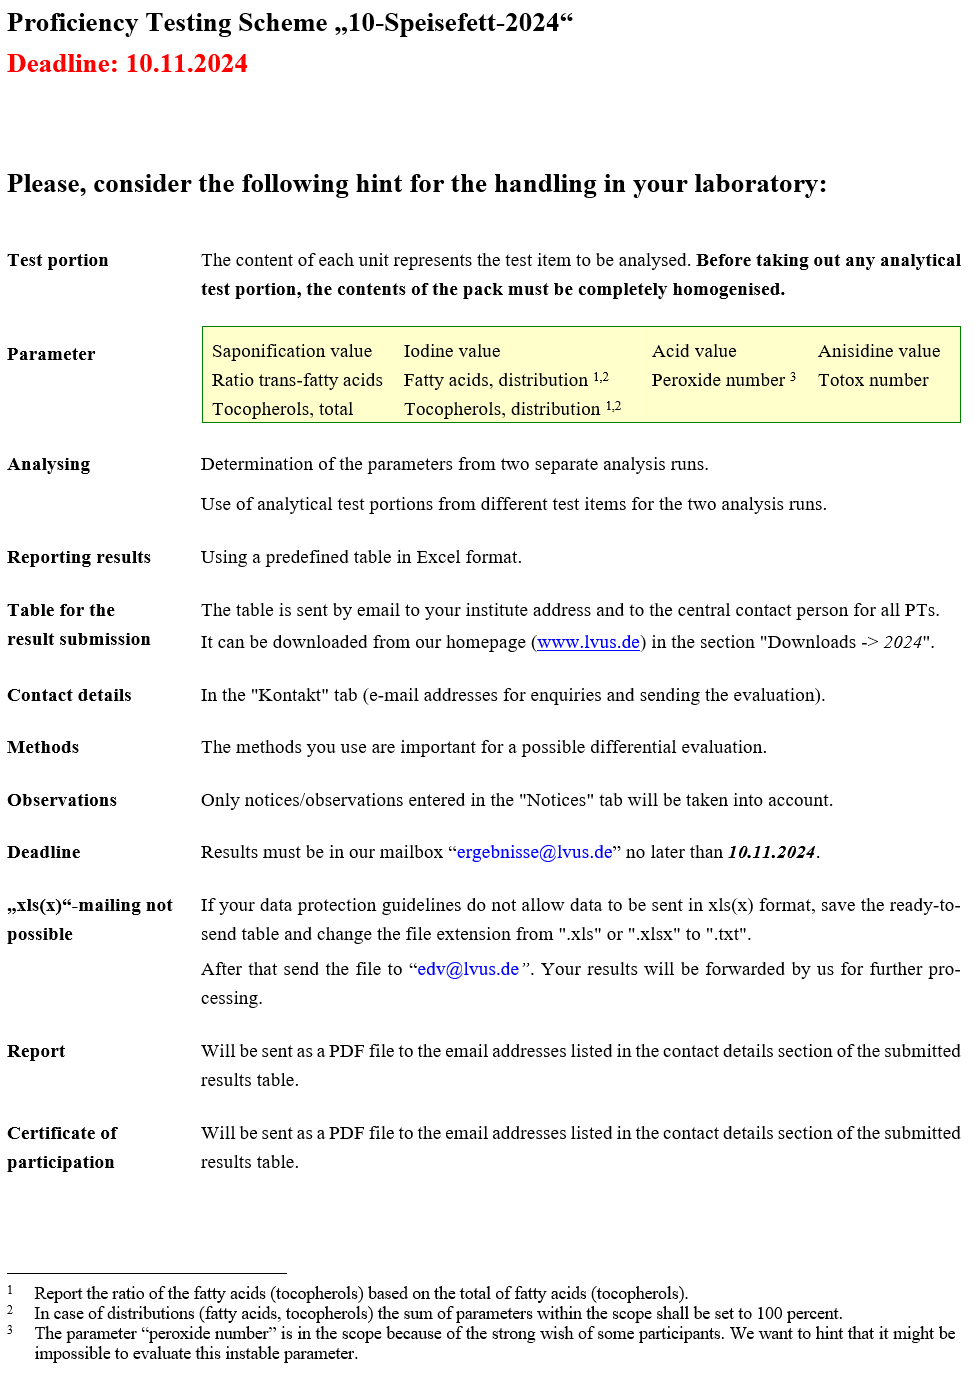 Proficiency Testing Scheme „10-Speisefett-2024“
Deadline: 10.11.2024
Please, consider the following hint for the handling in your laboratory:
Test portion The content of each unit represents the test item to be analysed. Before taking out any analytical
test portion, the contents of the pack must be completely homogenised.
Parameter Saponification value Iodine value Acid value Anisidine value
Ratio trans-fatty acids Fatty acids, distribution 1,2 Peroxide number 3 Totox number
Tocopherols, total Tocopherols, distribution 1,2
Analysing Determination of the parameters from two separate analysis runs.
Use of analytical test portions from different test items for the two analysis runs.
Reporting results Using a predefined table in Excel format.
Table for the The table is sent by email to your institute address and to the central contact person for all PTs.
result submission It can be downloaded from our homepage (www.lvus.de) in the section "Downloads -> 2024".
Contact details In the "Kontakt" tab (e-mail addresses for enquiries and sending the evaluation).
Methods The methods you use are important for a possible differential evaluation.
Observations Only notices/observations entered in the "Notices" tab will be taken into account.
Deadline Results must be in our mailbox “ergebnisse@lvus.de” no later than 10.11.2024.
„xls(x)“-mailing not If your data protection guidelines do not allow data to be sent in xls(x) format, save the ready-to-
possible send table and change the file extension from ".xls" or ".xlsx" to ".txt".
After that send the file to “edv@lvus.de”. Your results will be forwarded by us for further pro-
cessing.
Report Will be sent as a PDF file to the email addresses listed in the contact details section of the submitted
results table.
Certificate of Will be sent as a PDF file to the email addresses listed in the contact details section of the submitted
participation results table.
1 Report the ratio of the fatty acids (tocopherols) based on the total of fatty acids (tocopherols).
2 In case of distributions (fatty acids, tocopherols) the sum of parameters within the scope shall be set to 100 percent.
3 The parameter “peroxide number” is in the scope because of the strong wish of some participants. We want to hint that it might be
impossible to evaluate this instable parameter.